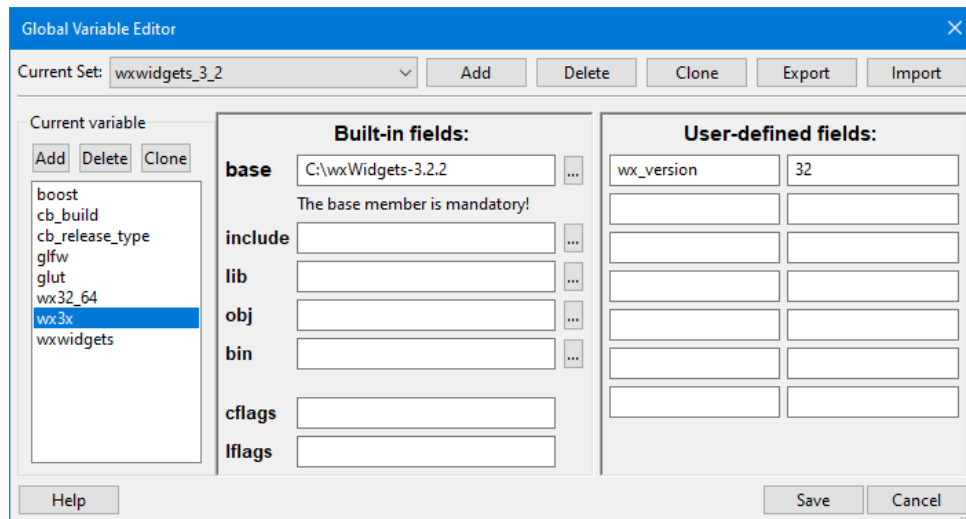 Global Variable Editor
Current Set: wxwidgets_3_2 Add Delete Clone Export Import
Current variable
Add Delete Clone
boost
cb_build
cb_release_type
glfw
glut
wx32_64
wx3x
wxwidgets
Built-in fields:
base C:\wxWidgets-3.2.2 ...
The base member is mandatory!
include ...
lib ...
obj ...
bin ...
cflags
lflags
User-defined fields:
wx_version 32
Help Save Cancel